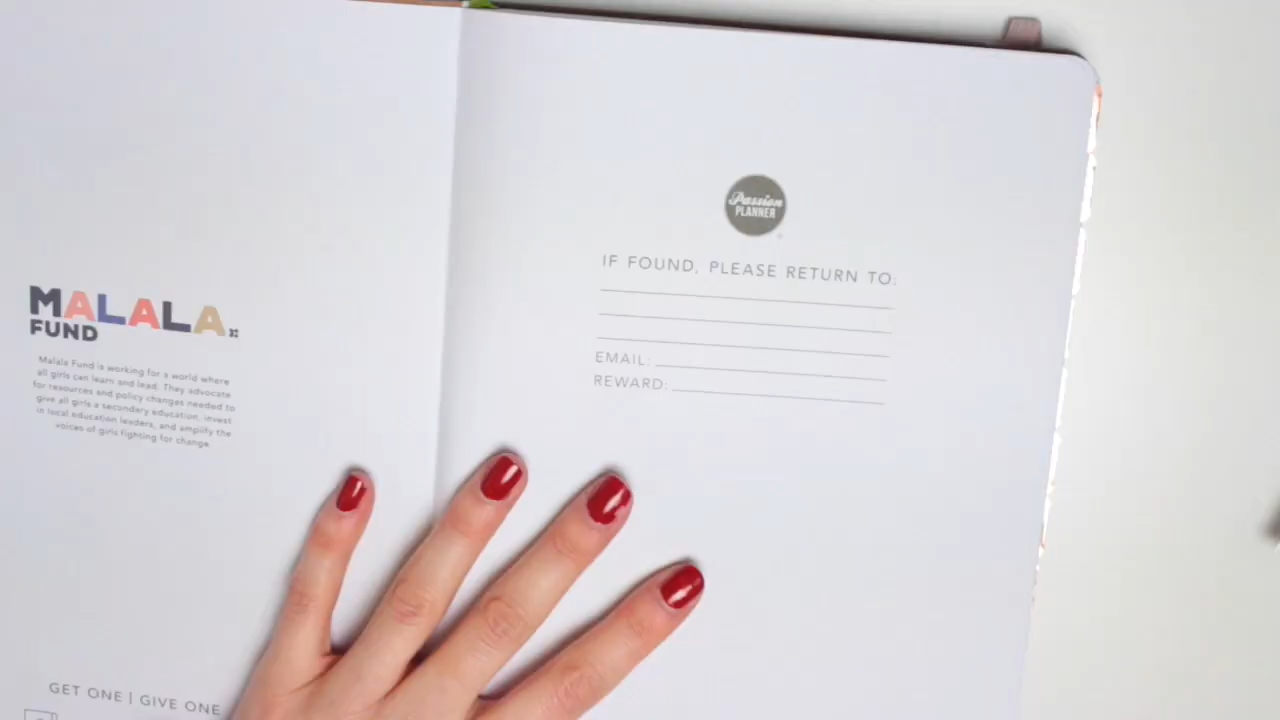 MALALA
FUND
Malala Fund is working for a world where
all girls can learn and lead. They advocate
for resources and policy changes needed to
give all girls a secondary education, invest
in local education leaders, and amplify the
voices of girls fighting for change.
GET ONE | GIVE ONE
Passion
PLANNER
IF FOUND, PLEASE RETURN TO:
EMAIL:
REWARD: